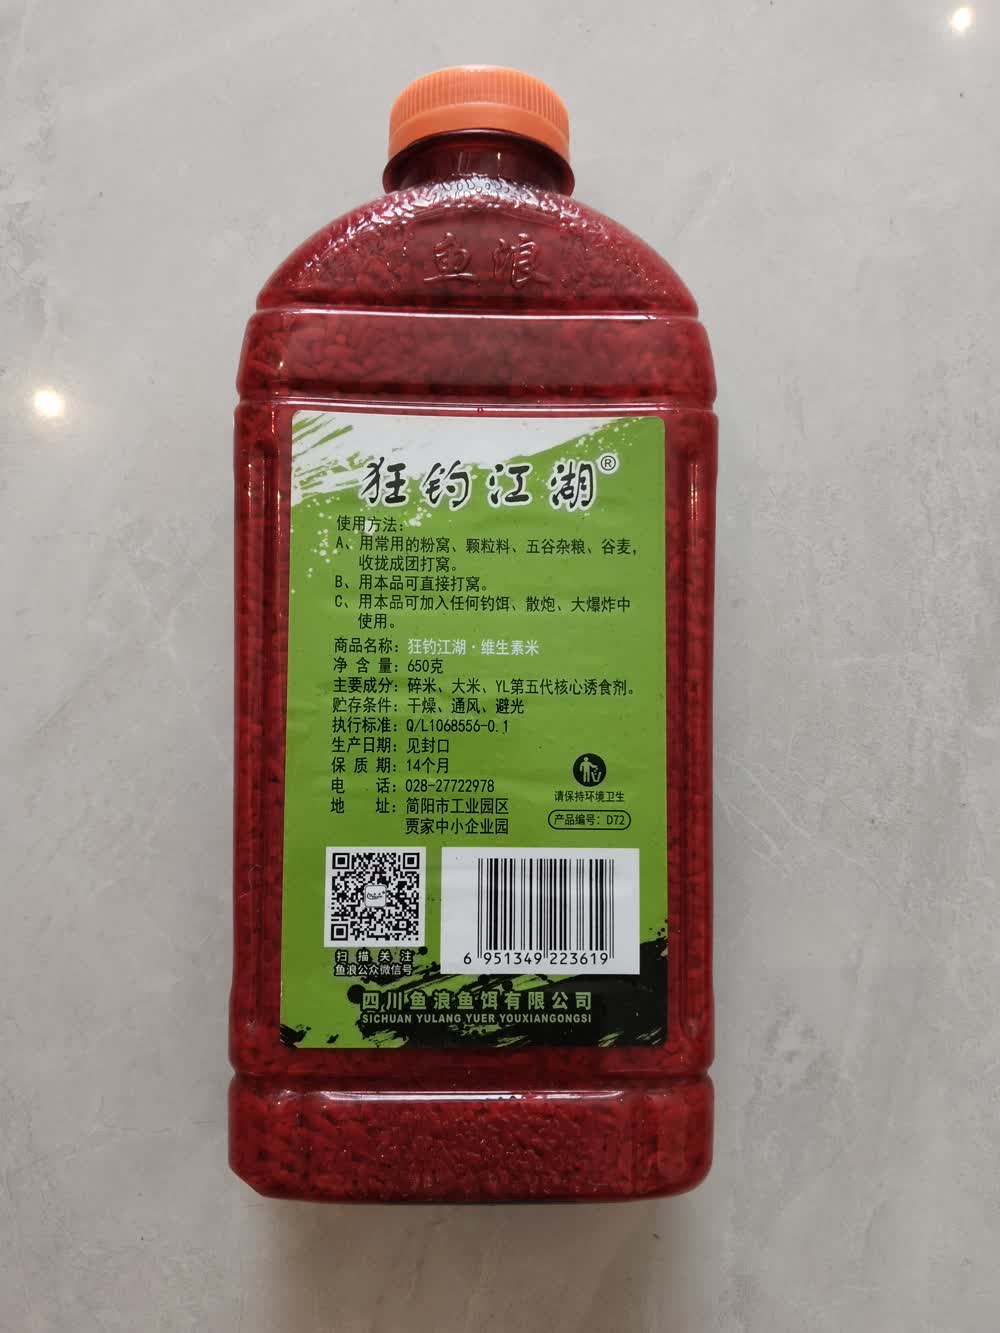 鱼浪
狂钓江湖®
使用方法：
A、用常用的粉窝、颗粒料、五谷杂粮、谷麦，
收拢成团打窝。
B、用本品可直接打窝。
C、用本品可加入任何钓饵、散炮、大爆炸中
使用。
商品名称：狂钓江湖·维生素米
净 含 量：650克
主要成分：碎米、大米、YL第五代核心诱食剂。
贮存条件：干燥、通风、避光
执行标准：Q/L1068556-0.1
生产日期：见封口
保 质 期：14个月
电 话：028-27722978
地 址：简阳市工业园区
贾家中小企业园
请保持环境卫生
产品编号：D72
扫描关注
鱼浪公众微信号
6 951349 223619
四川鱼浪鱼饵有限公司
SICHUAN YULANG YUER YOUXIANGONGSI